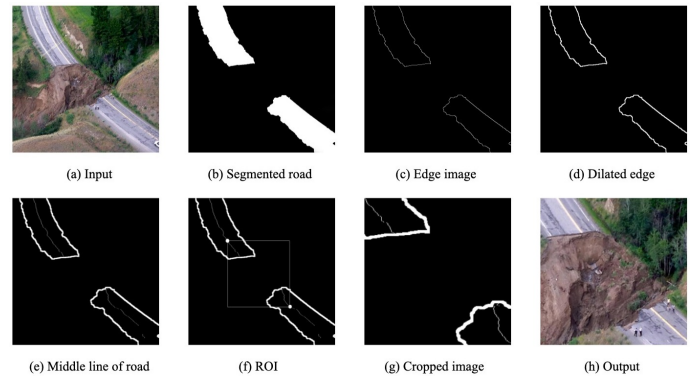 (a) Input
(b) Segmented road
(c) Edge image
(d) Dilated edge
(e) Middle line of road
(f) ROI
(g) Cropped image
(h) Output